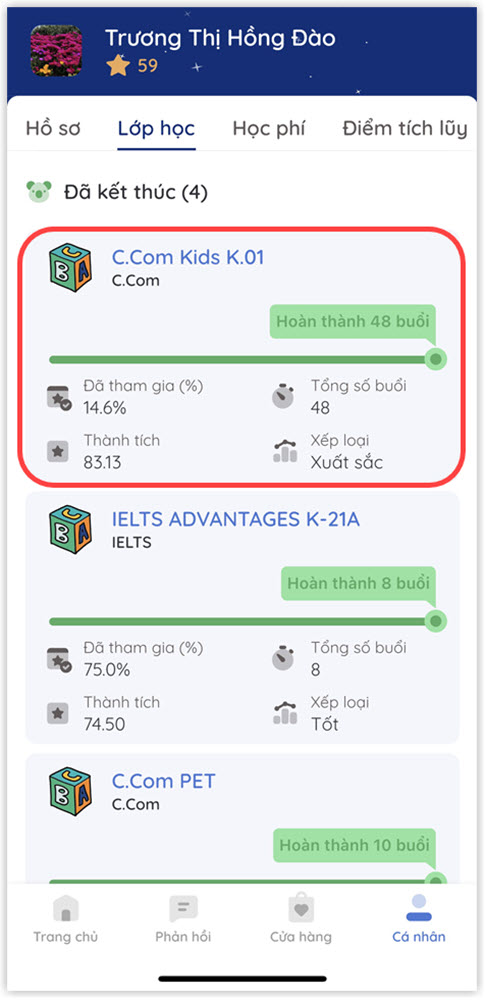 Trương Thị Hồng Đào
59
Hồ sơ Lớp học Học phí Điểm tích lũy
Đã kết thúc (4)
C.Com Kids K.01
C.Com
Hoàn thành 48 buổi
Đã tham gia (%) Tổng số buổi
14.6% 48
Thành tích Xếp loại
83.13 Xuất sắc
IELTS ADVANTAGES K-21A
IELTS
Hoàn thành 8 buổi
Đã tham gia (%) Tổng số buổi
75.0% 8
Thành tích Xếp loại
74.50 Tốt
C.Com PET
C.Com
Hoàn thành 10 buổi
Trang chủ Phản hồi Cửa hàng Cá nhân